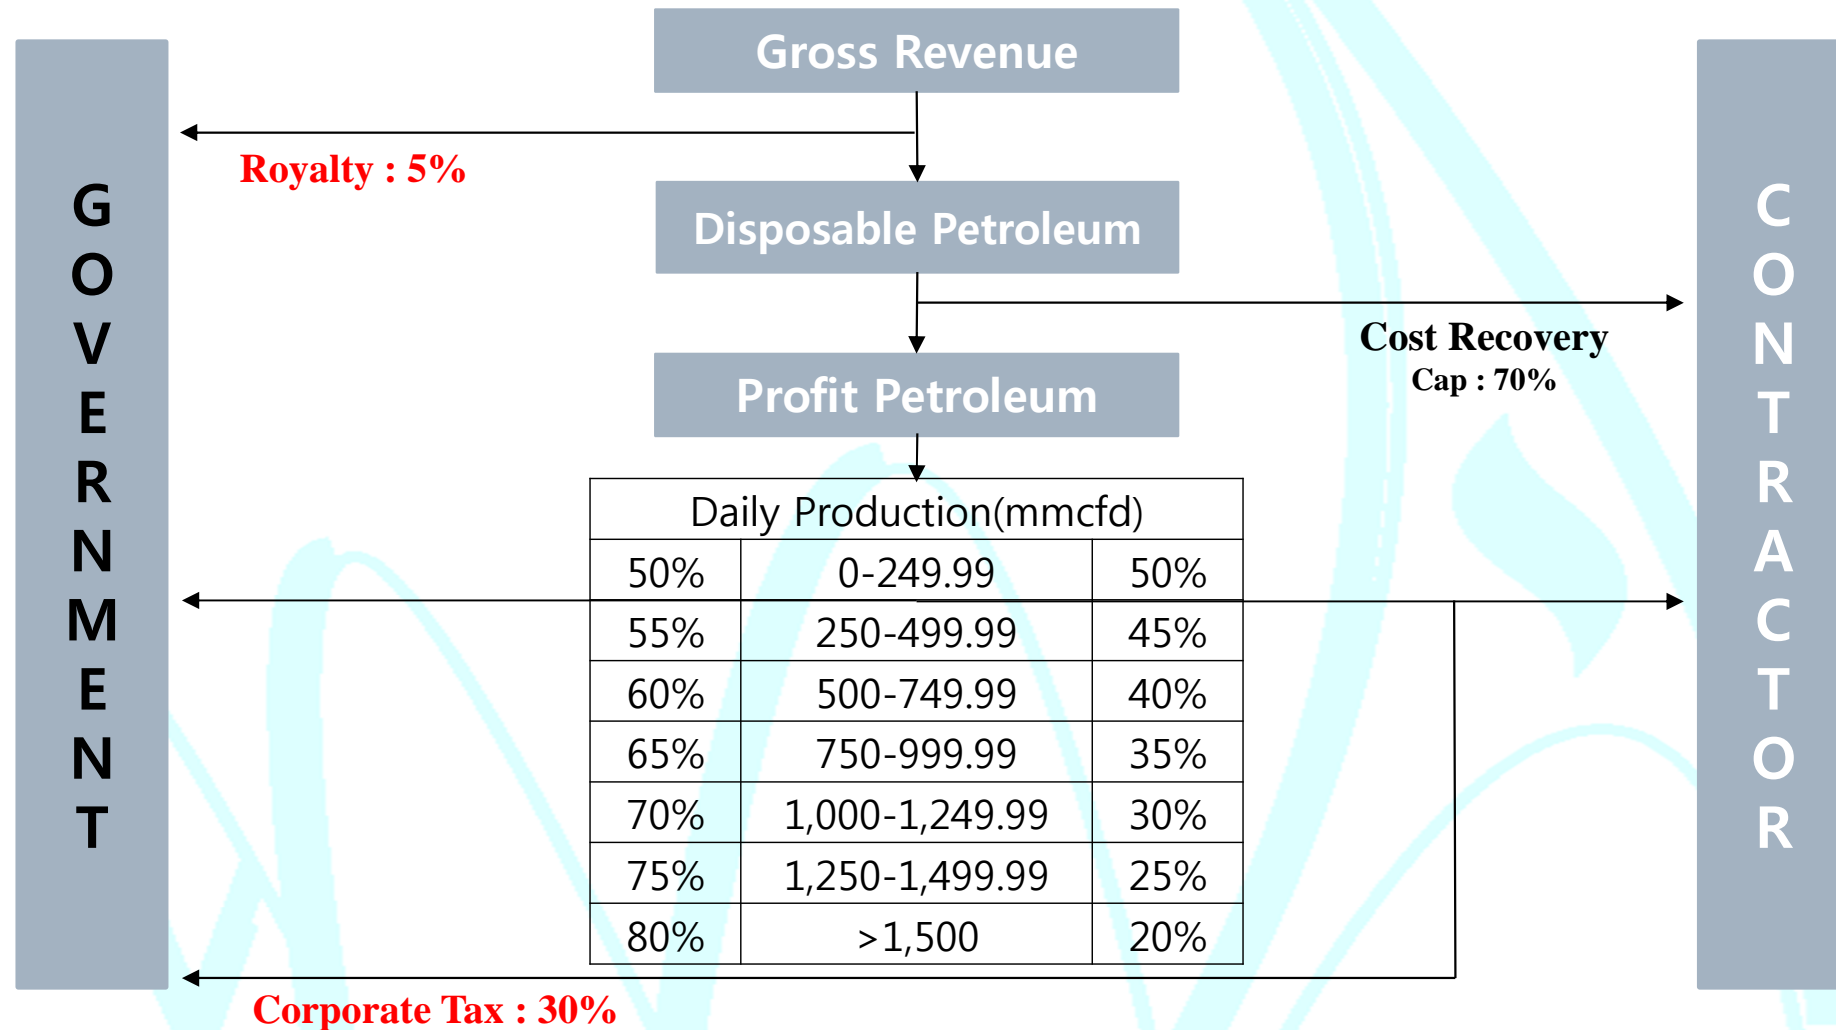 Gross Revenue
Royalty : 5%
Disposable Petroleum
Cost Recovery
Cap : 70%
Profit Petroleum
GOVERNMENT
CONTRACTOR
Daily Production(mmcfd)
50% 0-249.99 50%
55% 250-499.99 45%
60% 500-749.99 40%
65% 750-999.99 35%
70% 1,000-1,249.99 30%
75% 1,250-1,499.99 25%
80% >1,500 20%
Corporate Tax : 30%